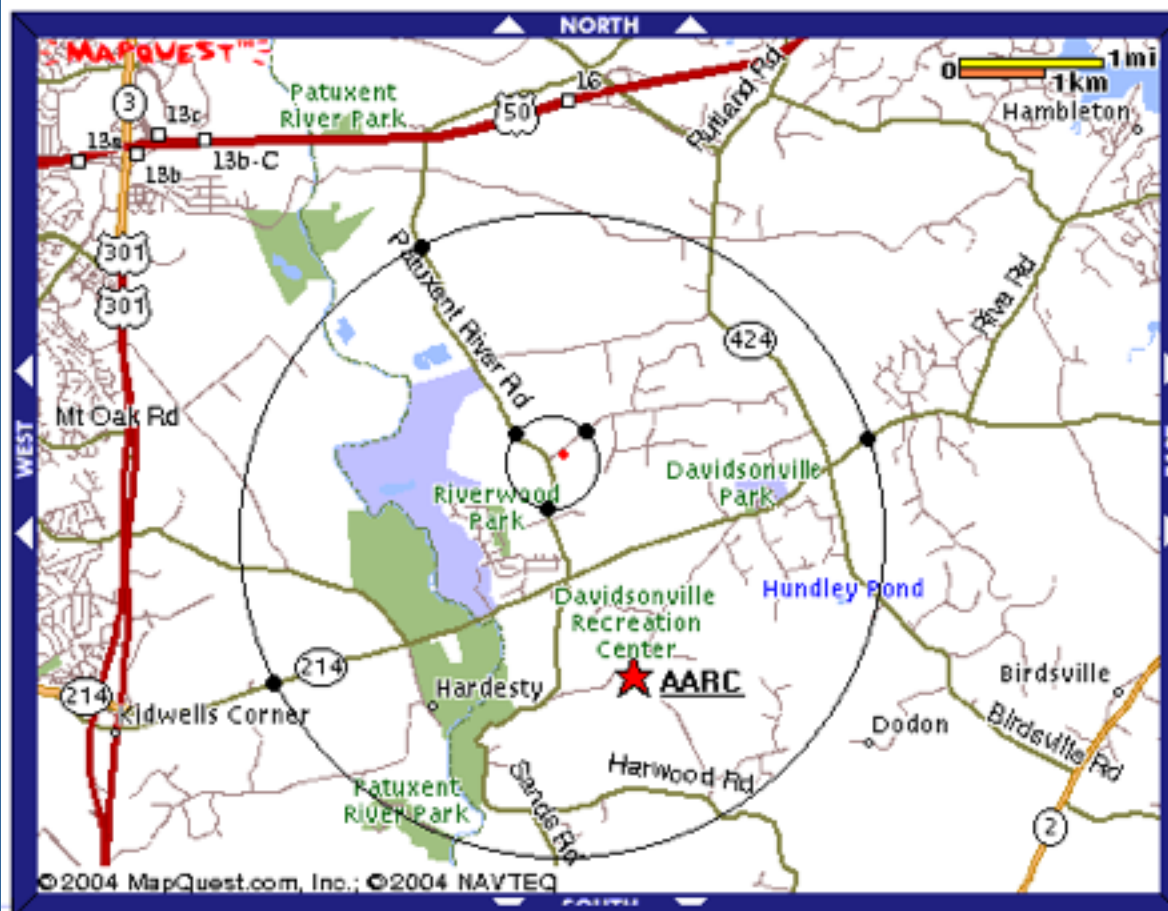 NORTH
MAPQUEST™
1mi
0
1km
Patuxent
River Park
16
50
Rutland Rd
Hambleton
3
13c
13a
13b
13b-C
301
301
Patuxent River Rd
Riva Rd
424
Mt Oak Rd
WEST
Davidsonville
Park
Riverwood
Park
Hundley Pond
Davidsonville
Recreation
Center
AARC
214
214
Hardesty
Kidwells Corner
Birdsville
Dodon
Birdsville Rd
Harwood Rd
Sands Rd
Patuxent
River Park
2
©2004 MapQuest.com, Inc.; ©2004 NAVTEQ
SOUTH